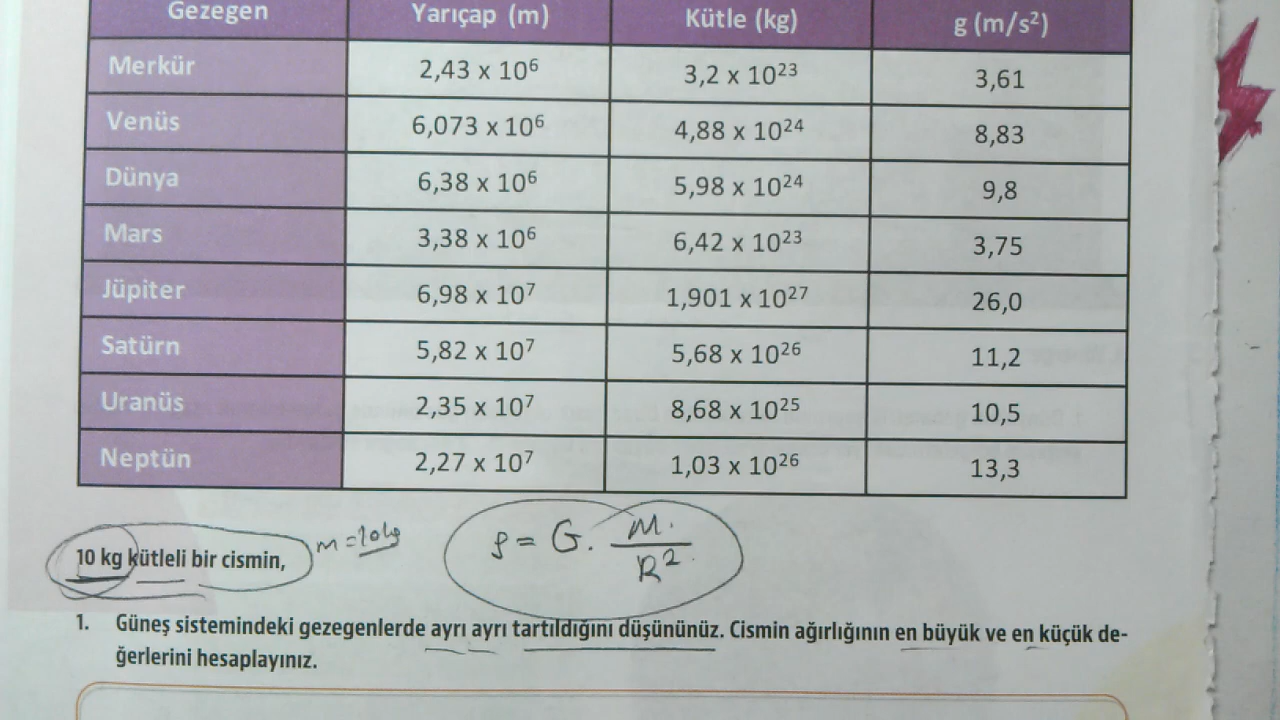 Gezegen Yarıçap (m) Kütle (kg) g (m/s²)
Merkür 2,43 x 10⁶ 3,2 x 10²³ 3,61
Venüs 6,073 x 10⁶ 4,88 x 10²⁴ 8,83
Dünya 6,38 x 10⁶ 5,98 x 10²⁴ 9,8
Mars 3,38 x 10⁶ 6,42 x 10²³ 3,75
Jüpiter 6,98 x 10⁷ 1,901 x 10²⁷ 26,0
Satürn 5,82 x 10⁷ 5,68 x 10²⁶ 11,2
Uranüs 2,35 x 10⁷ 8,68 x 10²⁵ 10,5
Neptün 2,27 x 10⁷ 1,03 x 10²⁶ 13,3
10 kg kütleli bir cismin, m = 10kg g = G. M. / R²
1. Güneş sistemindeki gezegenlerde ayrı ayrı tartıldığını düşününüz. Cismin ağırlığının en büyük ve en küçük de-
ğerlerini hesaplayınız.